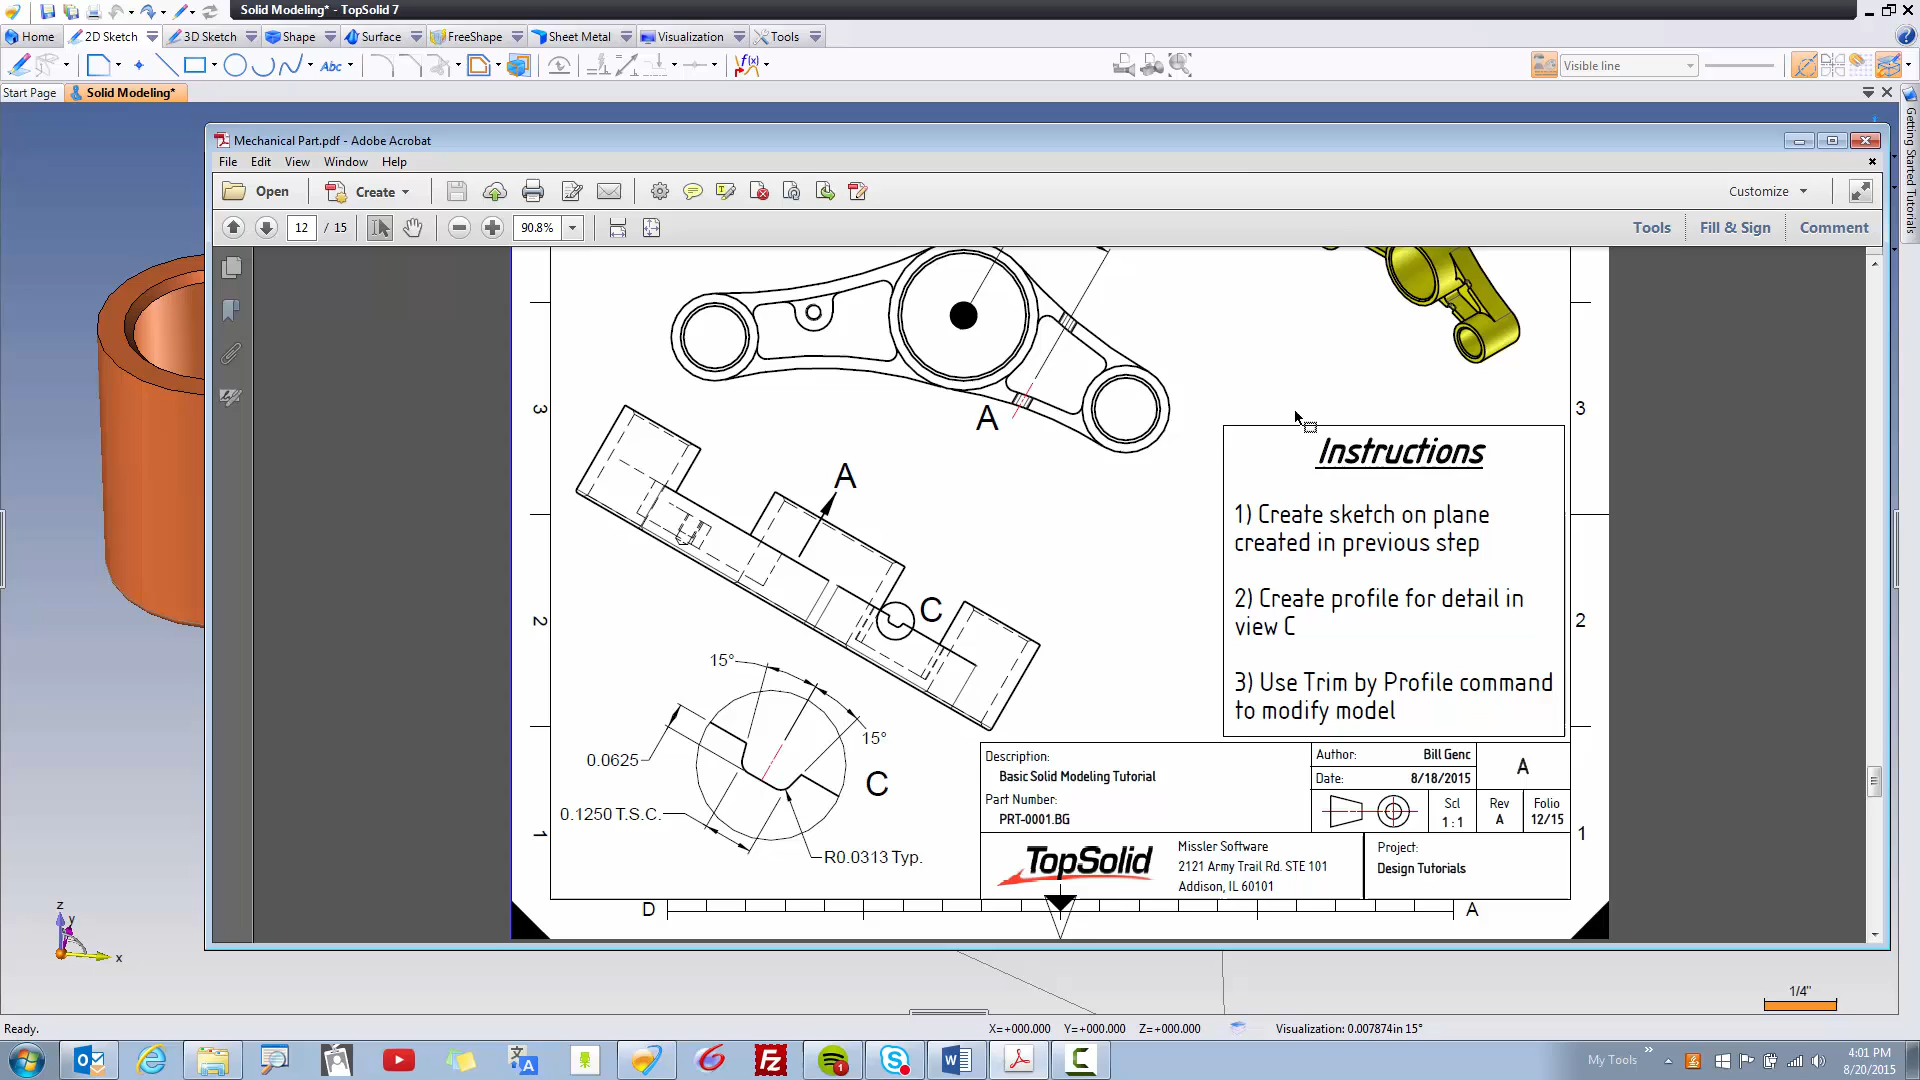 Solid Modeling* - TopSolid 7
Home 2D Sketch 3D Sketch Shape Surface FreeShape Sheet Metal Visualization Tools
Abc f(x) Visible line
Start Page Solid Modeling*
Getting Started Tutorials
Mechanical Part.pdf - Adobe Acrobat
File Edit View Window Help
Open Create Customize
12 / 15 90.8% Tools Fill & Sign Comment
3 A 3
Instructions
1) Create sketch on plane
created in previous step
2) Create profile for detail in
view C
3) Use Trim by Profile command
to modify model
A
C
2 2
15°
15°
0.0625
C
0.1250 T.S.C.
R0.0313 Typ.
1 1
Description:
Basic Solid Modeling Tutorial
Part Number:
PRT-0001.BG
Author: Bill Genc
Date: 8/18/2015
A
Scl
1 : 1
Rev
A
Folio
12/15
TopSolid
Missler Software
2121 Army Trail Rd. STE 101
Addison, IL 60101
Project:
Design Tutorials
D A
z
y
x
1/4"
Ready. X=+000.000 Y=+000.000 Z=+000.000 Visualization: 0.007874in 15°
My Tools »
4:01 PM
8/20/2015